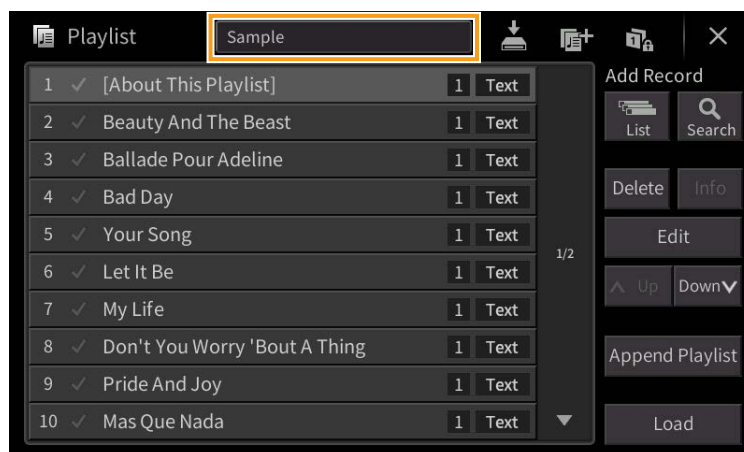 Playlist Sample
Add Record
1 [About This Playlist] 1 Text
2 Beauty And The Beast 1 Text
3 Ballade Pour Adeline 1 Text
4 Bad Day 1 Text
5 Your Song 1 Text
6 Let It Be 1 Text
7 My Life 1 Text
8 Don't You Worry 'Bout A Thing 1 Text
9 Pride And Joy 1 Text
10 Mas Que Nada 1 Text
1/2
List Search
Delete Info
Edit
Up Down
Append Playlist
Load